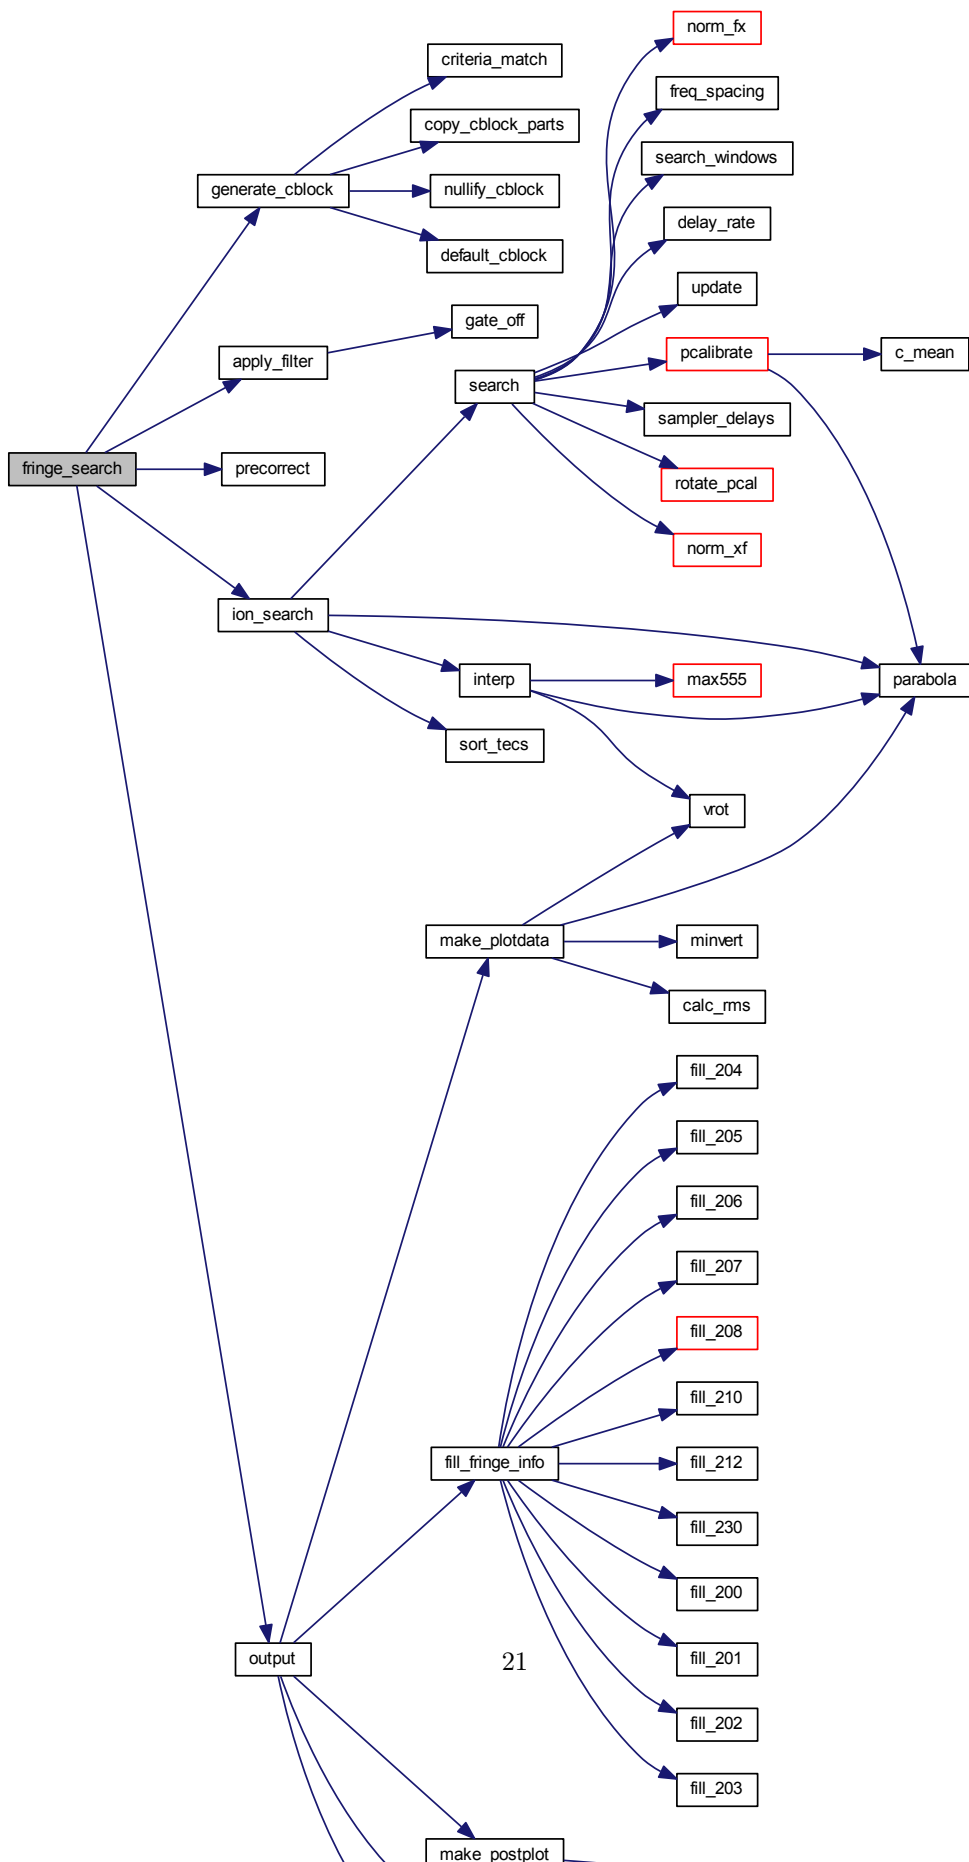 norm_fx
criteria_match
freq_spacing
copy_cblock_parts
search_windows
generate_cblock
nullify_cblock
delay_rate
default_cblock
update
gate_off
apply_filter
pcalibrate
c_mean
search
sampler_delays
fringe_search
precorrect
rotate_pcal
norm_xf
ion_search
interp
max555
parabola
sort_tecs
vrot
make_plotdata
minvert
calc_rms
fill_204
fill_205
fill_206
fill_207
fill_208
fill_210
fill_fringe_info
fill_212
fill_230
fill_200
output
21
fill_201
fill_202
fill_203
make_postplot